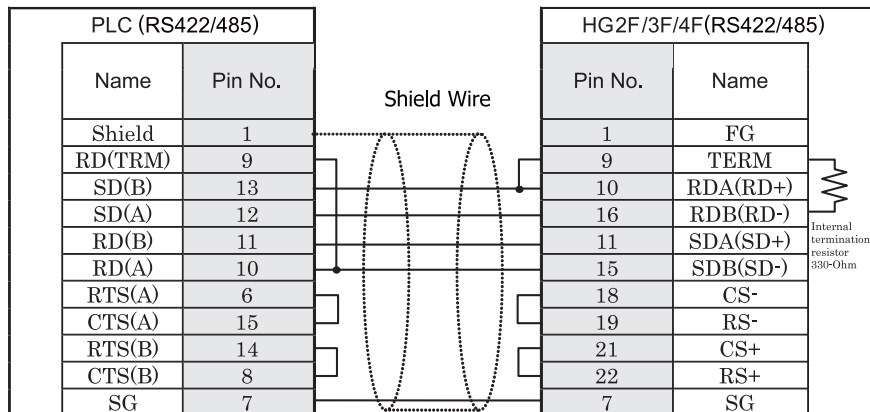 PLC (RS422/485) HG2F/3F/4F(RS422/485)
Name Pin No. Shield Wire Pin No. Name
Shield 1 1 FG
RD(TRM) 9 9 TERM
SD(B) 13 10 RDA(RD+)
SD(A) 12 16 RDB(RD-)
RD(B) 11 11 SDA(SD+)
RD(A) 10 15 SDB(SD-)
RTS(A) 6 18 CS-
CTS(A) 15 19 RS-
RTS(B) 14 21 CS+
CTS(B) 8 22 RS+
SG 7 7 SG
Internal
termination
resistor
330-Ohm